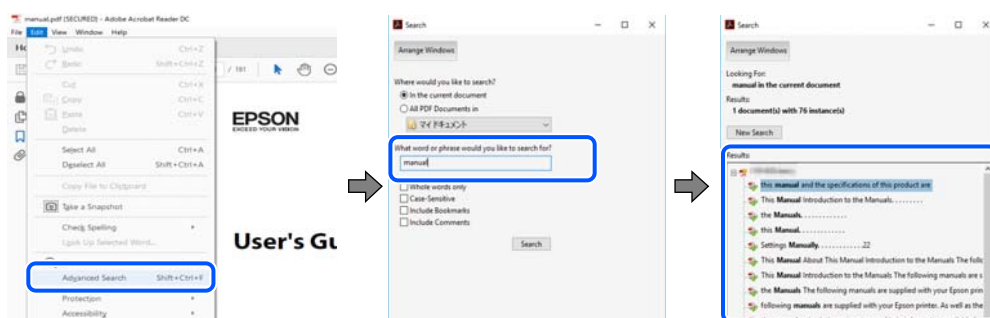 manual.pdf (SECURED) - Adobe Acrobat Reader DC
File Edit View Window Help
Undo Ctrl+Z
Redo Shift+Ctrl+Z
Cut Ctrl+X
Copy Ctrl+C
Paste Ctrl+V
Delete
Select All Ctrl+A
Deselect All Shift+Ctrl+A
Copy File to Clipboard
Take a Snapshot
Check Spelling
Look Up Selected Word...
Advanced Search Shift+Ctrl+F
Protection
Accessibility
/ 191
EPSON
EXCEED YOUR VISION
User's Gu
Search
Arrange Windows
Where would you like to search?
In the current document
All PDF Documents in
マイ ドキュメント
What word or phrase would you like to search for?
manual
Whole words only
Case-Sensitive
Include Bookmarks
Include Comments
Search
Search
Arrange Windows
Looking For:
manual in the current document
Results:
1 document(s) with 76 instance(s)
New Search
Results
this manual and the specifications of this product are
This Manual Introduction to the Manuals. . . . . . . . .
the Manuals. . . . . . . . . . . . .
this Manual. . . . . . . . . . . . .
Settings Manually. . . . . . . . . . . . .22
This Manual About This Manual Introduction to the Manuals The follo
This Manual Introduction to the Manuals The following manuals are s
the Manuals The following manuals are supplied with your Epson prin
following manuals are supplied with your Epson printer. As well as the